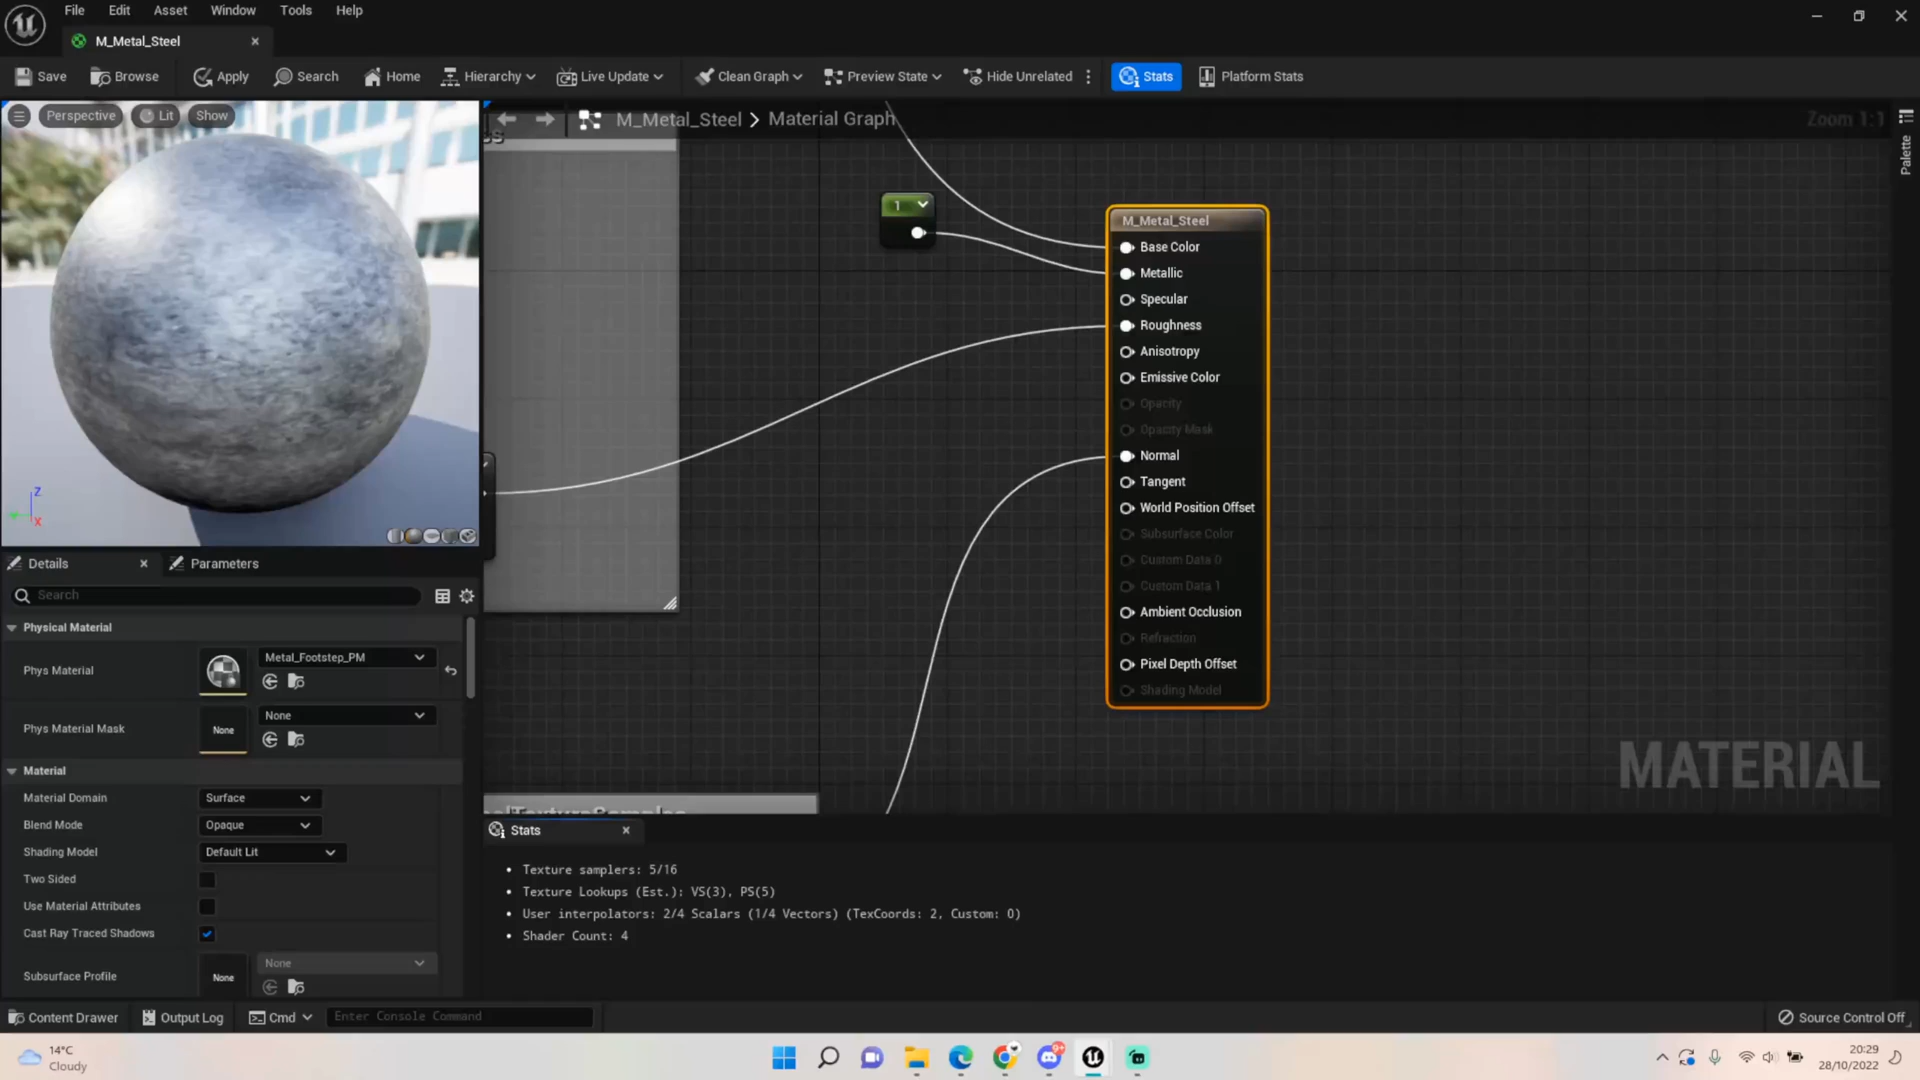 File Edit Asset Window Tools Help
M_Metal_Steel
Save Browse Apply Search Home Hierarchy Live Update Clean Graph Preview State Hide Unrelated Stats Platform Stats
Perspective Lit Show
M_Metal_Steel > Material Graph
Zoom 1:1
Palette
1
M_Metal_Steel
Base Color
Metallic
Specular
Roughness
Anisotropy
Emissive Color
Opacity
Opacity Mask
Normal
Tangent
World Position Offset
Subsurface Color
Custom Data 0
Custom Data 1
Ambient Occlusion
Refraction
Pixel Depth Offset
Shading Model
MATERIAL
Z
X
Details Parameters
Search
Physical Material
Phys Material Metal_Footstep_PM
Phys Material Mask None None
Material
Material Domain Surface
Blend Mode Opaque
Shading Model Default Lit
Two Sided
Use Material Attributes
Cast Ray Traced Shadows
Subsurface Profile None None
Stats
• Texture samplers: 5/16
• Texture Lookups (Est.): VS(3), PS(5)
• User interpolators: 2/4 Scalars (1/4 Vectors) (TexCoords: 2, Custom: 0)
• Shader Count: 4
Content Drawer Output Log Cmd Enter Console Command Source Control Off
14°C
Cloudy
9+
20:29
28/10/2022